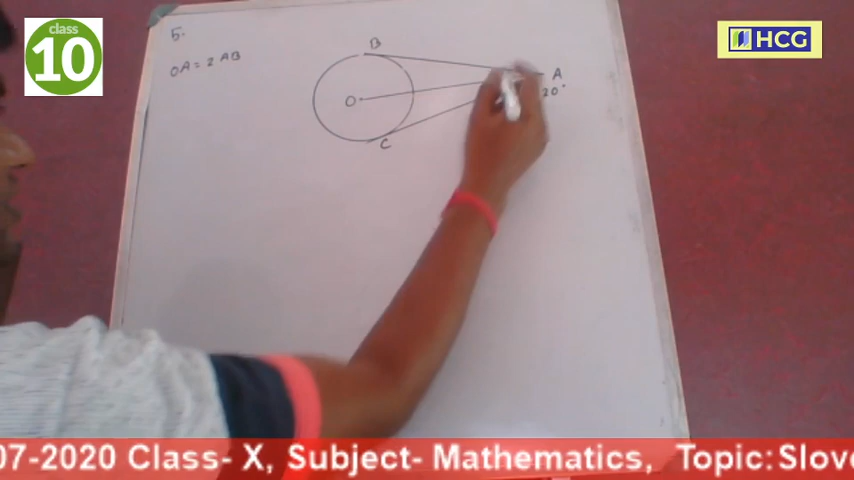 class
10
HCG
5.
OA = 2 AB
B
A
20°
O
C
07-2020 Class- X, Subject- Mathematics, Topic:Slove